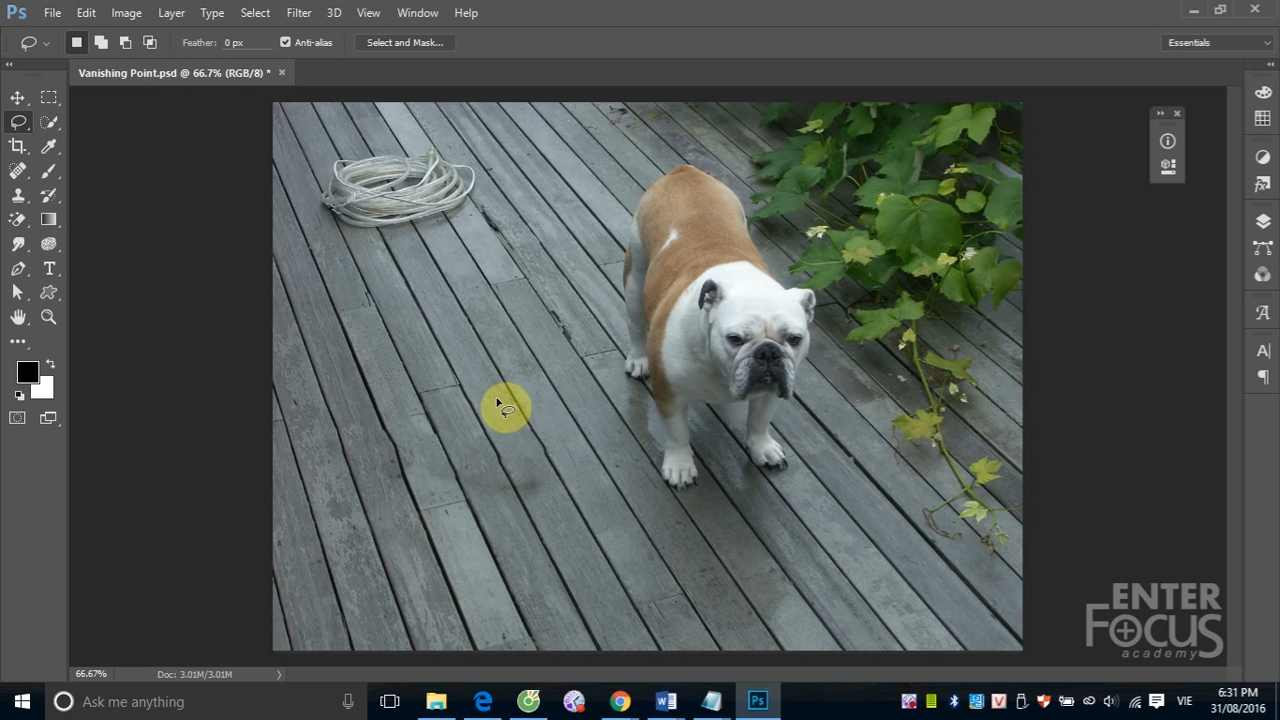 Ps File Edit Image Layer Type Select Filter 3D View Window Help
Feather: 0 px Anti-alias Select and Mask... Essentials
Vanishing Point.psd @ 66.7% (RGB/8) *
66.67% Doc: 3.01M/3.01M
ENTER
FOCUS
academy
Ask me anything
VIE
6:31 PM
31/08/2016